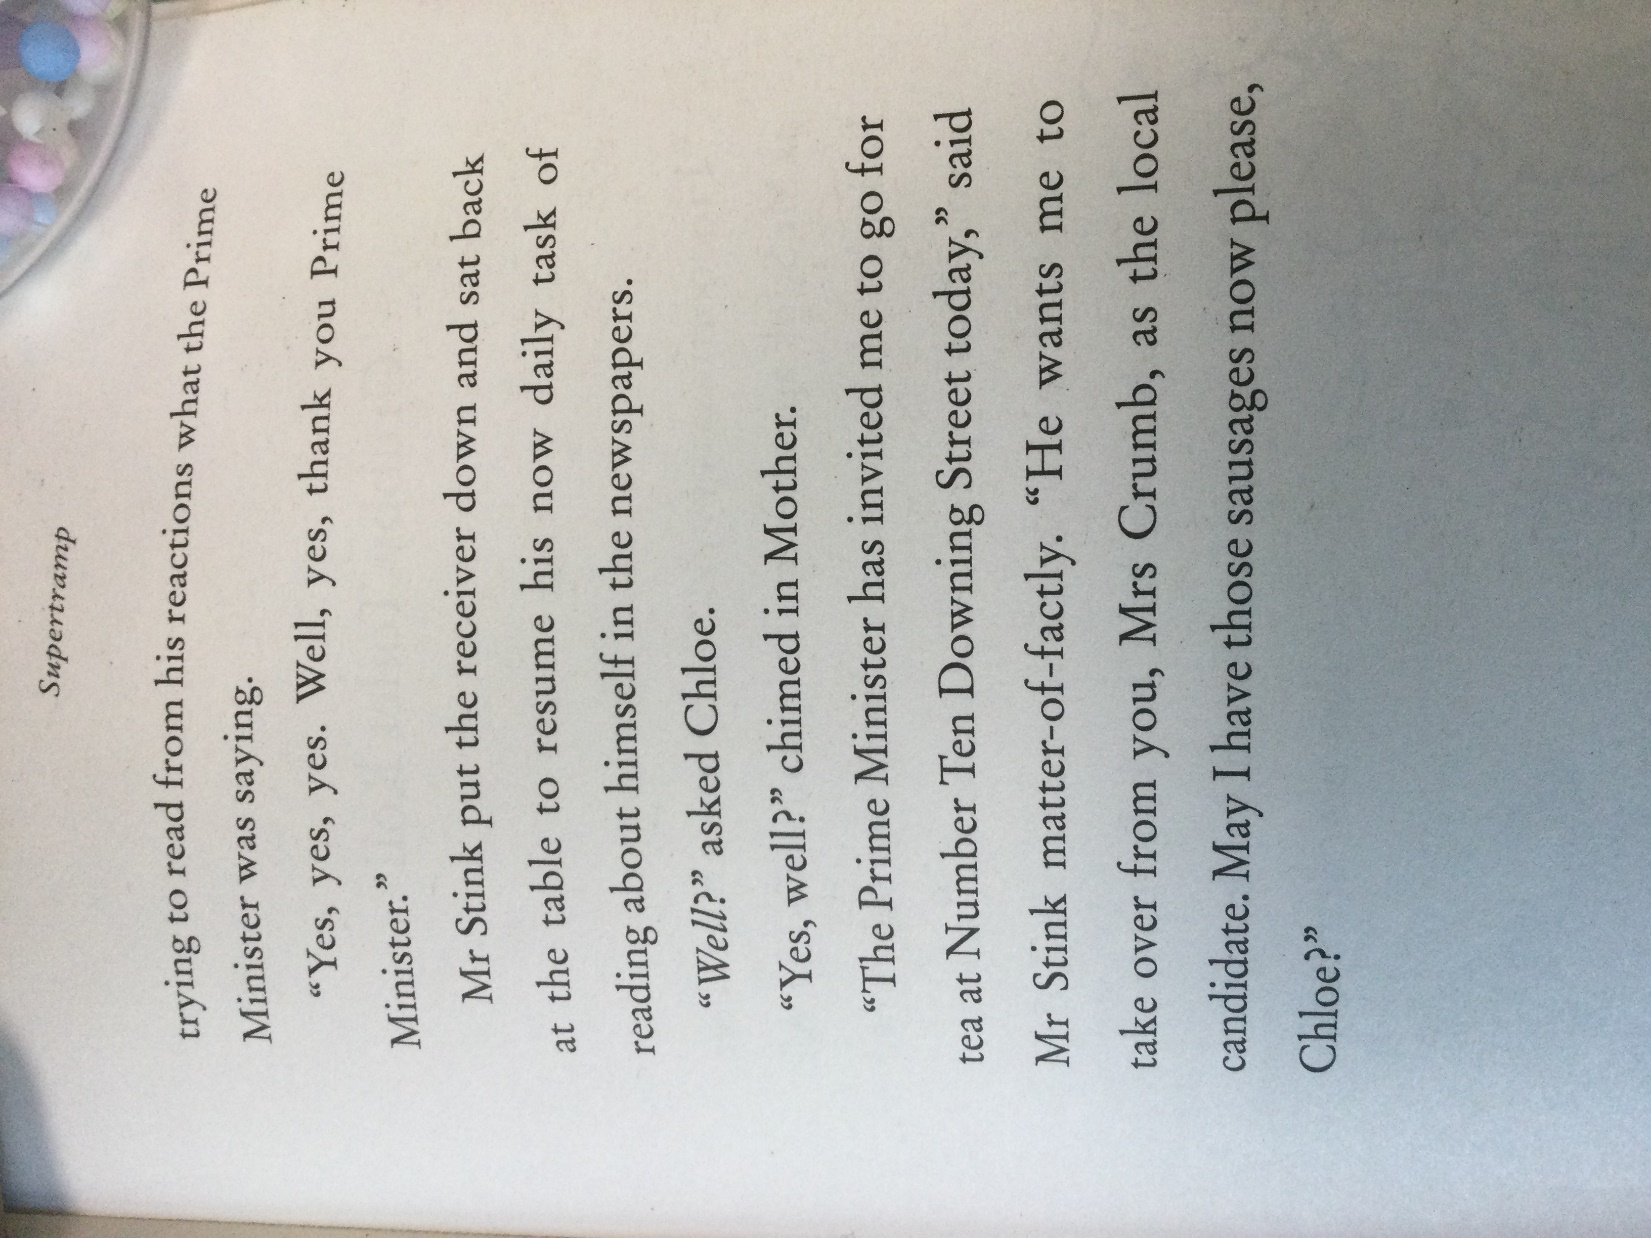 Supertramp
trying to read from his reactions what the Prime
Minister was saying.
“Yes, yes, yes. Well, yes, thank you Prime
Minister.”
Mr Stink put the receiver down and sat back
at the table to resume his now daily task of
reading about himself in the newspapers.
“Well?” asked Chloe.
“Yes, well?” chimed in Mother.
“The Prime Minister has invited me to go for
tea at Number Ten Downing Street today,” said
Mr Stink matter-of-factly. “He wants me to
take over from you, Mrs Crumb, as the local
candidate. May I have those sausages now please,
Chloe?”